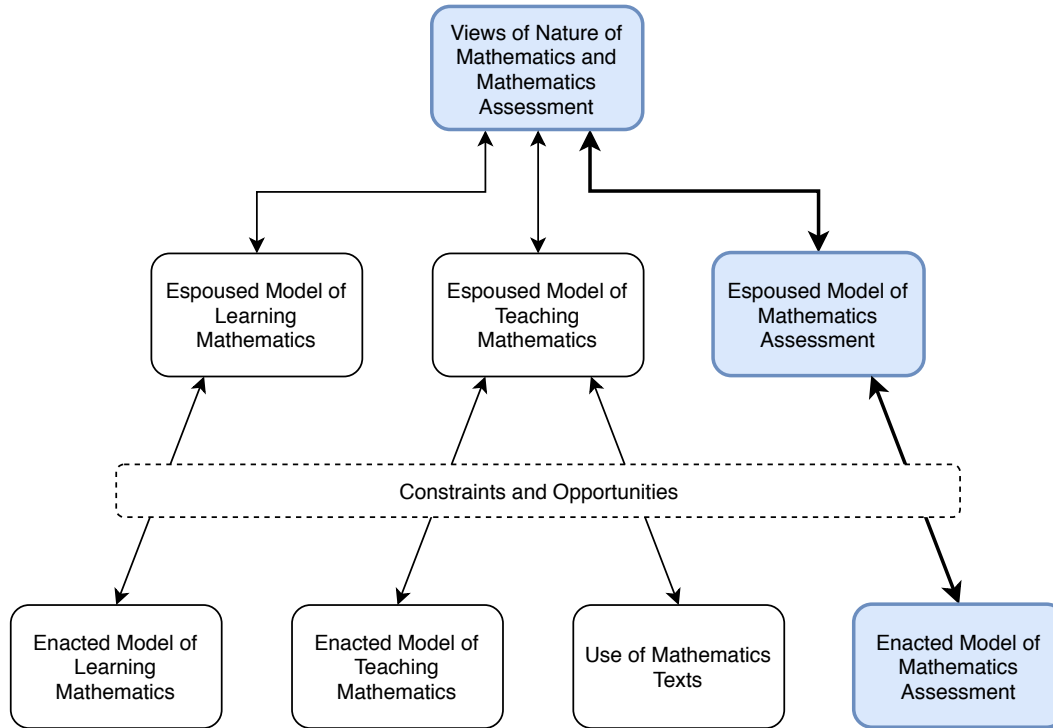 Views of Nature of
Mathematics and
Mathematics
Assessment
Espoused Model of
Learning
Mathematics
Espoused Model of
Teaching
Mathematics
Espoused Model of
Mathematics
Assessment
Constraints and Opportunities
Enacted Model of
Learning
Mathematics
Enacted Model of
Teaching
Mathematics
Use of Mathematics
Texts
Enacted Model of
Mathematics
Assessment